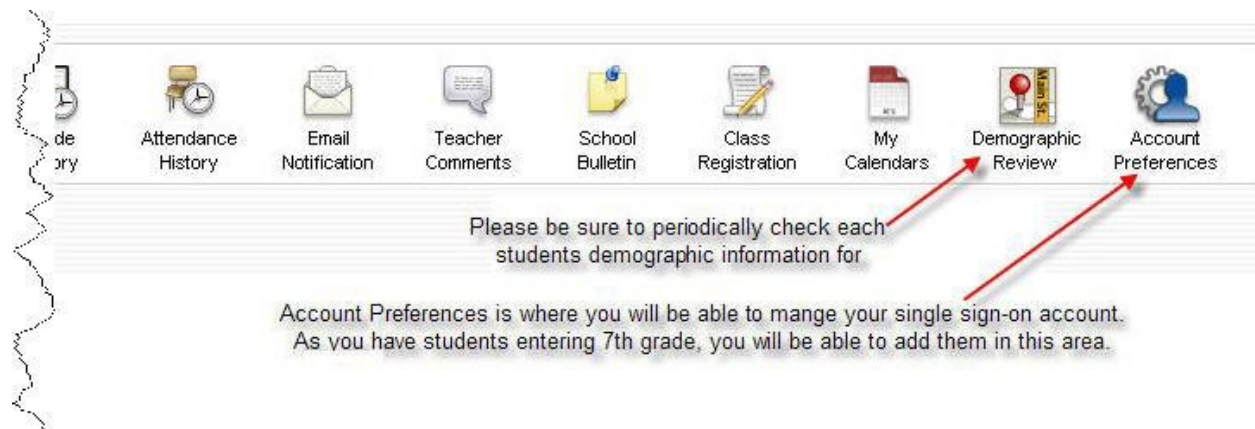 de Attendance Email Teacher School Class My Demographic Account
ory History Notification Comments Bulletin Registration Calendars Review Preferences
Main St.
Please be sure to periodically check each
students demographic information for
Account Preferences is where you will be able to mange your single sign-on account.
As you have students entering 7th grade, you will be able to add them in this area.